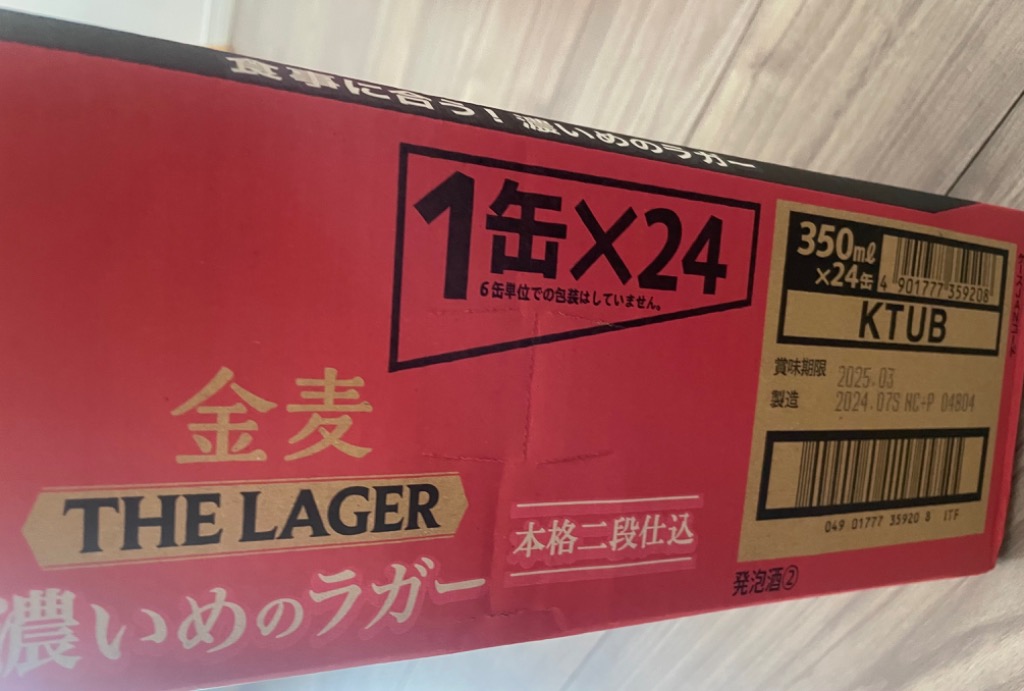 食事に合う！濃いめのラガー
1缶×24
6缶単位での包装はしていません。
350ml
×24缶
4 901777 359208
KTUB
賞味期限 2025.03
製造 2024.07S HC+P 04804
049 01777 35920 8 ITF
金麦
THE LAGER
濃いめのラガー
本格二段仕込
発泡酒②